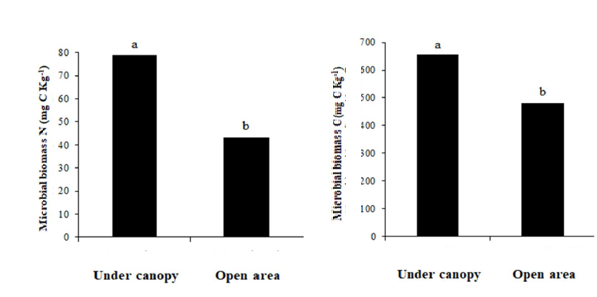 Microbial biomass N (mg C Kg-1)
80
70
60
50
40
30
20
10
0
a
b
Under canopy
Open area
Microbial biomass C (mg C Kg-1)
700
600
500
400
300
200
100
0
a
b
Under canopy
Open area